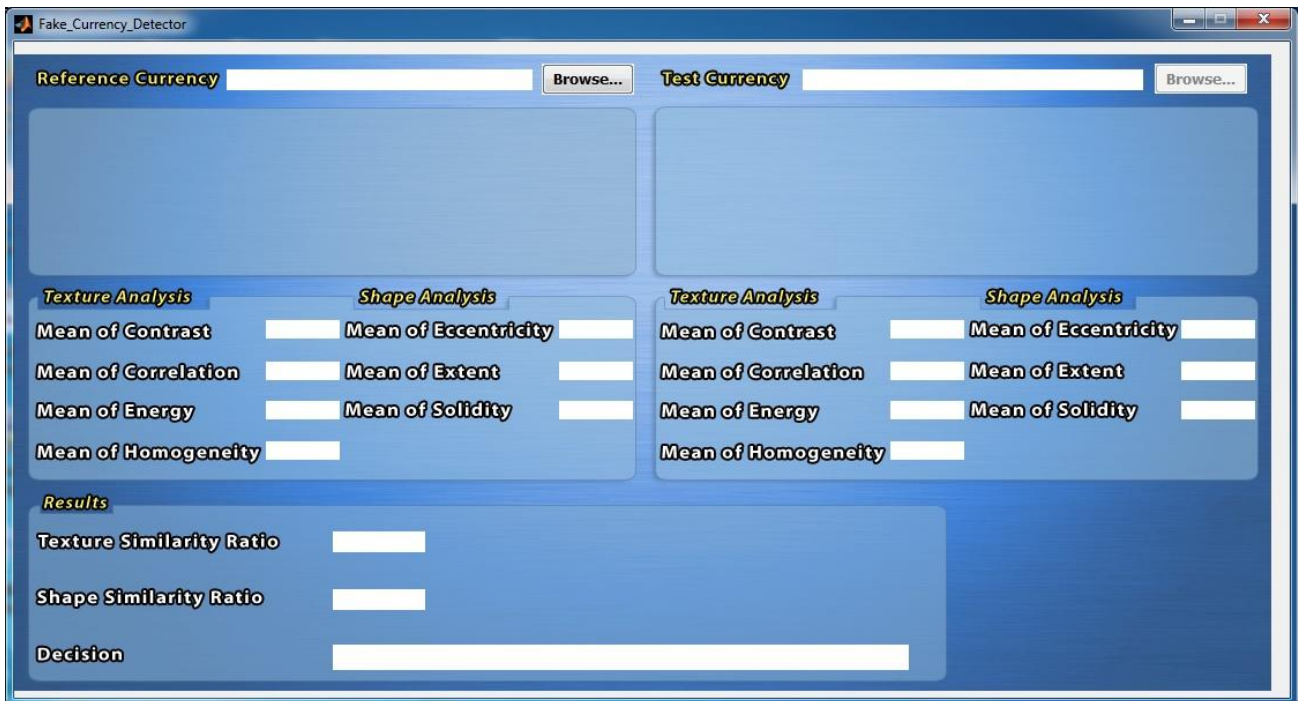 Fake_Currency_Detector
Reference Currency Browse... Test Currency Browse...
Texture Analysis Shape Analysis Texture Analysis Shape Analysis
Mean of Contrast Mean of Eccentricity Mean of Contrast Mean of Eccentricity
Mean of Correlation Mean of Extent Mean of Correlation Mean of Extent
Mean of Energy Mean of Solidity Mean of Energy Mean of Solidity
Mean of Homogeneity Mean of Homogeneity
Results
Texture Similarity Ratio
Shape Similarity Ratio
Decision